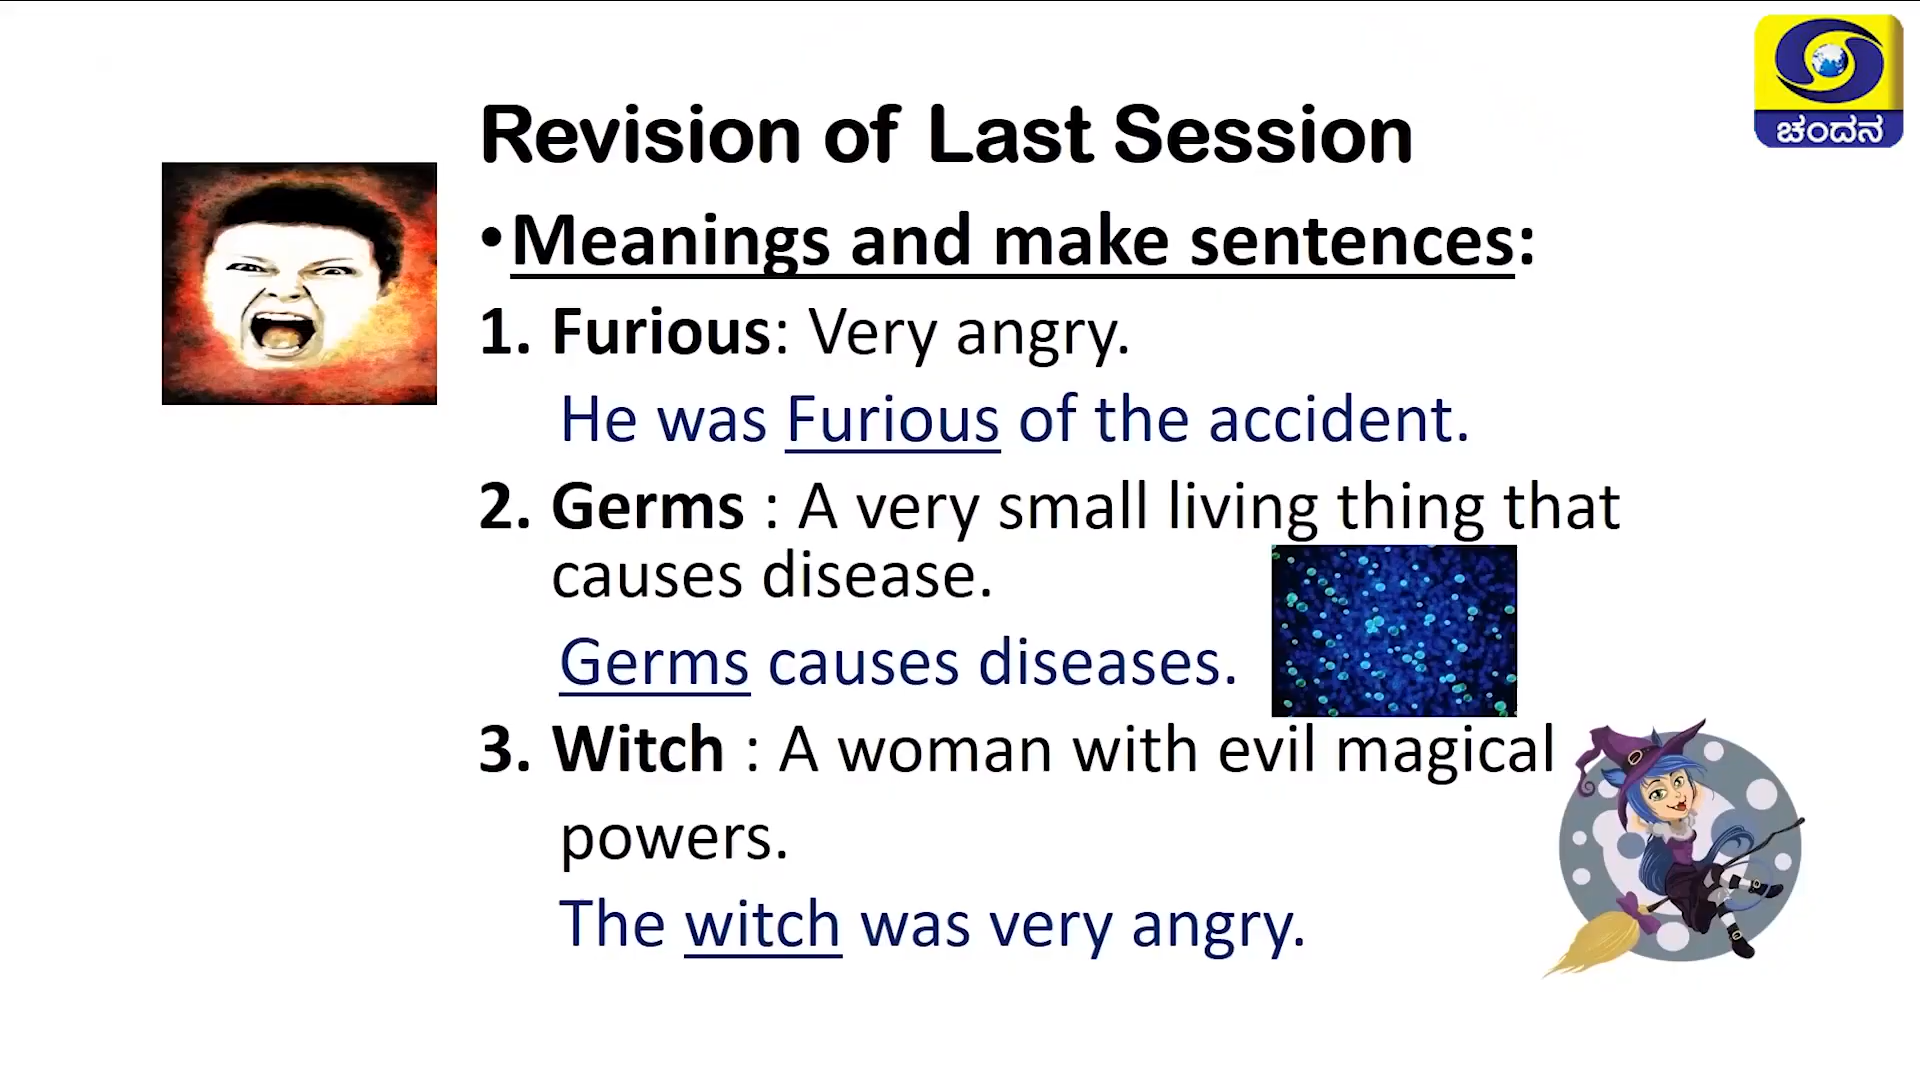 ಚಂದನ
Revision of Last Session
•Meanings and make sentences:
1. Furious: Very angry.
He was Furious of the accident.
2. Germs : A very small living thing that
causes disease.
Germs causes diseases.
3. Witch : A woman with evil magical
powers.
The witch was very angry.